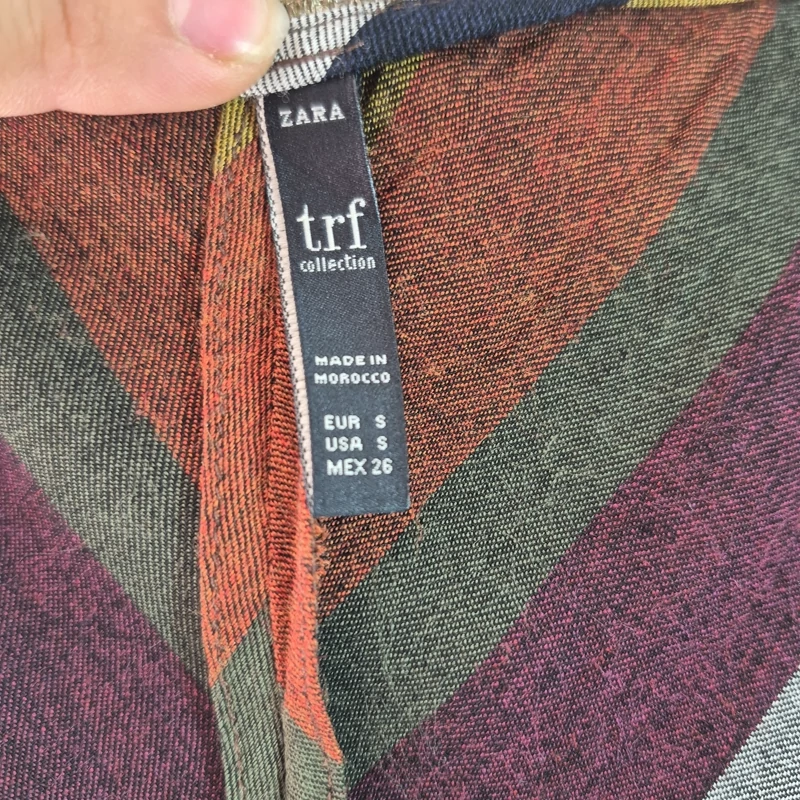 ZARA
trf
collection
MADE IN
MOROCCO
EUR S
USA S
MEX 26